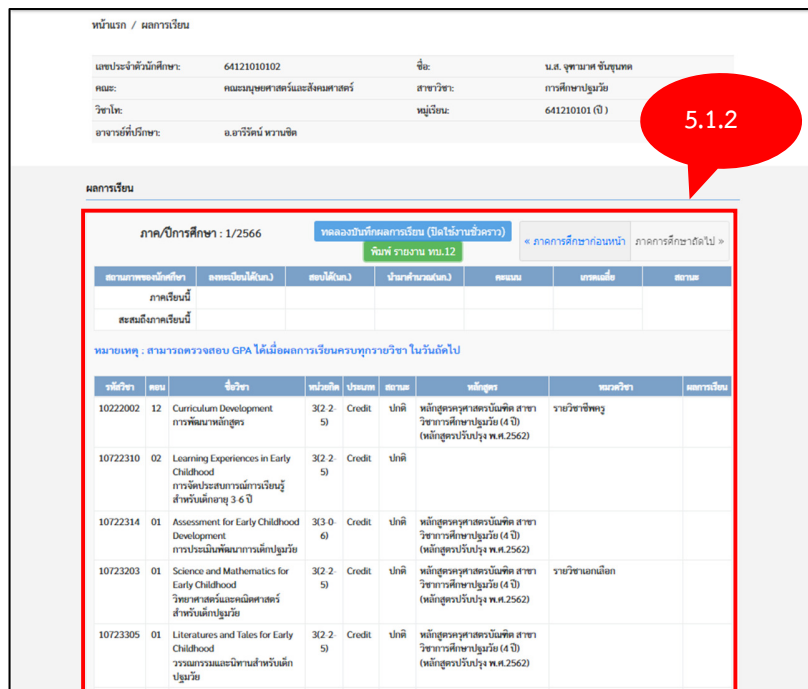 หน้าแรก / ผลการเรียน
เลขประจำตัวนักศึกษา: 64121010102 ชื่อ: น.ส. จุฑามาศ ขันขุนทด
คณะ: คณะมนุษยศาสตร์และสังคมศาสตร์ สาขาวิชา: การศึกษาปฐมวัย
วิชาโท: หมู่เรียน: 641210101 (ปี )
อาจารย์ที่ปรึกษา: อ.อารีรัตน์ หวานชิด
5.1.2
ผลการเรียน
ภาค/ปีการศึกษา : 1/2566 ทดลองบันทึกผลการเรียน (ปิดใช้งานชั่วคราว) « ภาคการศึกษาก่อนหน้า ภาคการศึกษาถัดไป »
พิมพ์ รายงาน ทบ.12
สถานภาพของนักศึกษา ลงทะเบียนได้(นก.) สอบได้(นก.) นำมาคำนวณ(นก.) คะแนน เกรดเฉลี่ย สถานะ
ภาคเรียนนี้
สะสมถึงภาคเรียนนี้
หมายเหตุ : สามารถตรวจสอบ GPA ได้เมื่อผลการเรียนครบทุกรายวิชา ในวันถัดไป
รหัสวิชา ตอน ชื่อวิชา หน่วยกิต ประเภท สถานะ หลักสูตร หมวดวิชา ผลการเรียน
10222002 12 Curriculum Development 3(2-2- Credit ปกติ หลักสูตรครุศาสตรบัณฑิต สาขา รายวิชาชีพครู
การพัฒนาหลักสูตร 5) วิชาการศึกษาปฐมวัย (4 ปี)
(หลักสูตรปรับปรุง พ.ศ.2562)
10722310 02 Learning Experiences in Early 3(2-2- Credit ปกติ
Childhood 5)
การจัดประสบการณ์การเรียนรู้
สำหรับเด็กอายุ 3-6 ปี
10722314 01 Assessment for Early Childhood 3(3-0- Credit ปกติ หลักสูตรครุศาสตรบัณฑิต สาขา
Development 6) วิชาการศึกษาปฐมวัย (4 ปี)
การประเมินพัฒนาการเด็กปฐมวัย (หลักสูตรปรับปรุง พ.ศ.2562)
10723203 01 Science and Mathematics for 3(2-2- Credit ปกติ หลักสูตรครุศาสตรบัณฑิต สาขา รายวิชาเอกเลือก
Early Childhood 5) วิชาการศึกษาปฐมวัย (4 ปี)
วิทยาศาสตร์และคณิตศาสตร์ (หลักสูตรปรับปรุง พ.ศ.2562)
สำหรับเด็กปฐมวัย
10723305 01 Literatures and Tales for Early 3(2-2- Credit ปกติ หลักสูตรครุศาสตรบัณฑิต สาขา
Childhood 5) วิชาการศึกษาปฐมวัย (4 ปี)
วรรณกรรมและนิทานสำหรับเด็ก (หลักสูตรปรับปรุง พ.ศ.2562)
ปฐมวัย